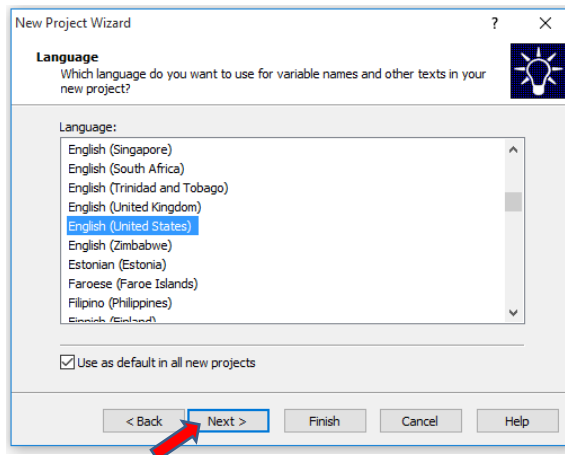 New Project Wizard ? ×
Language
Which language do you want to use for variable names and other texts in your
new project?
Language:
English (Singapore)
English (South Africa)
English (Trinidad and Tobago)
English (United Kingdom)
English (United States)
English (Zimbabwe)
Estonian (Estonia)
Faroese (Faroe Islands)
Filipino (Philippines)
Finnish (Finland)
Use as default in all new projects
< Back Next > Finish Cancel Help